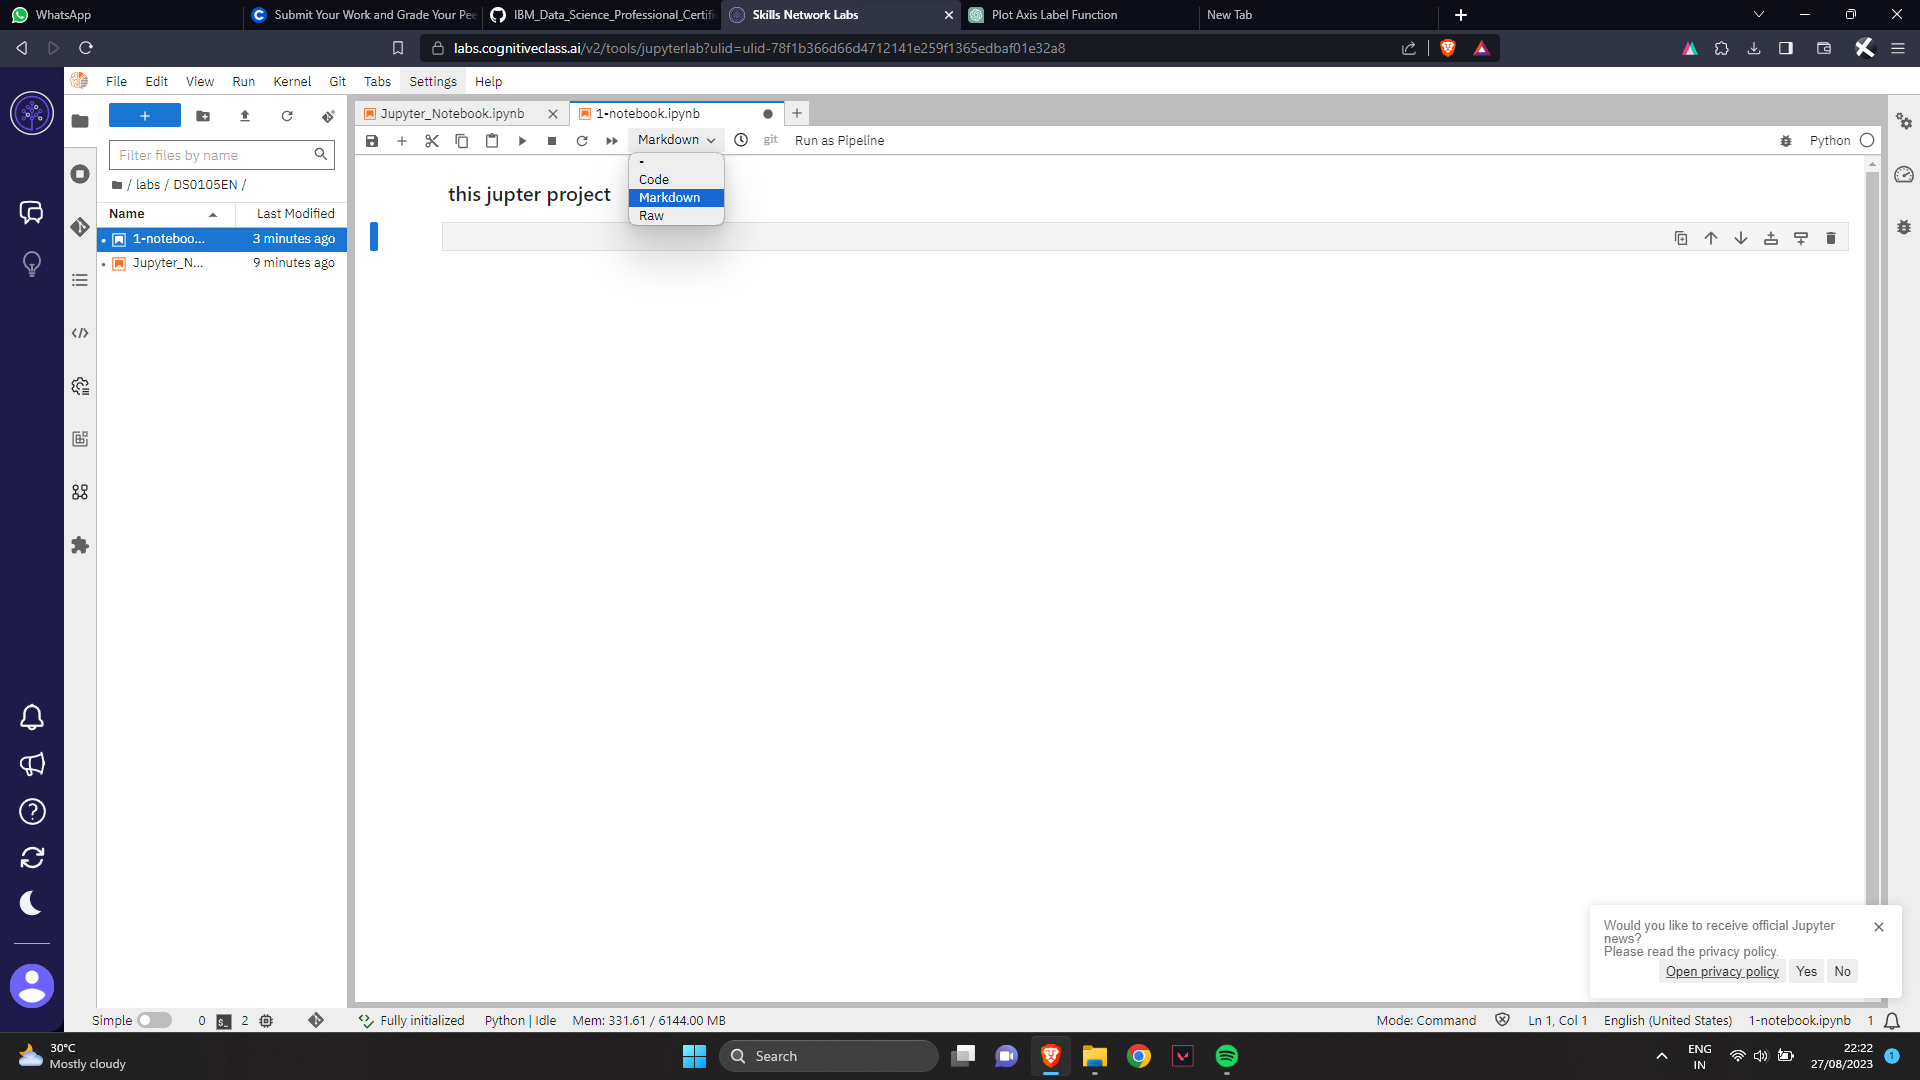 WhatsApp
Submit Your Work and Grade Your Pee
IBM_Data_Science_Professional_Certifi
Skills Network Labs
Plot Axis Label Function
New Tab
labs.cognitiveclass.ai/v2/tools/jupyterlab?ulid=ulid-78f1b366d66d4712141e259f1365edbaf01e32a8
File Edit View Run Kernel Git Tabs Settings Help
Jupyter_Notebook.ipynb
1-notebook.ipynb
Markdown
git
Run as Pipeline
Python
-
Code
Markdown
Raw
Filter files by name
/ labs / DS0105EN /
Name Last Modified
1-noteboo... 3 minutes ago
Jupyter_N... 9 minutes ago
this jupter project
Would you like to receive official Jupyter
news?
Please read the privacy policy.
Open privacy policy Yes No
Simple 0 2 Fully initialized Python | Idle Mem: 331.61 / 6144.00 MB Mode: Command Ln 1, Col 1 English (United States) 1-notebook.ipynb 1
30°C
Mostly cloudy
Search
ENG
IN
22:22
27/08/2023
1